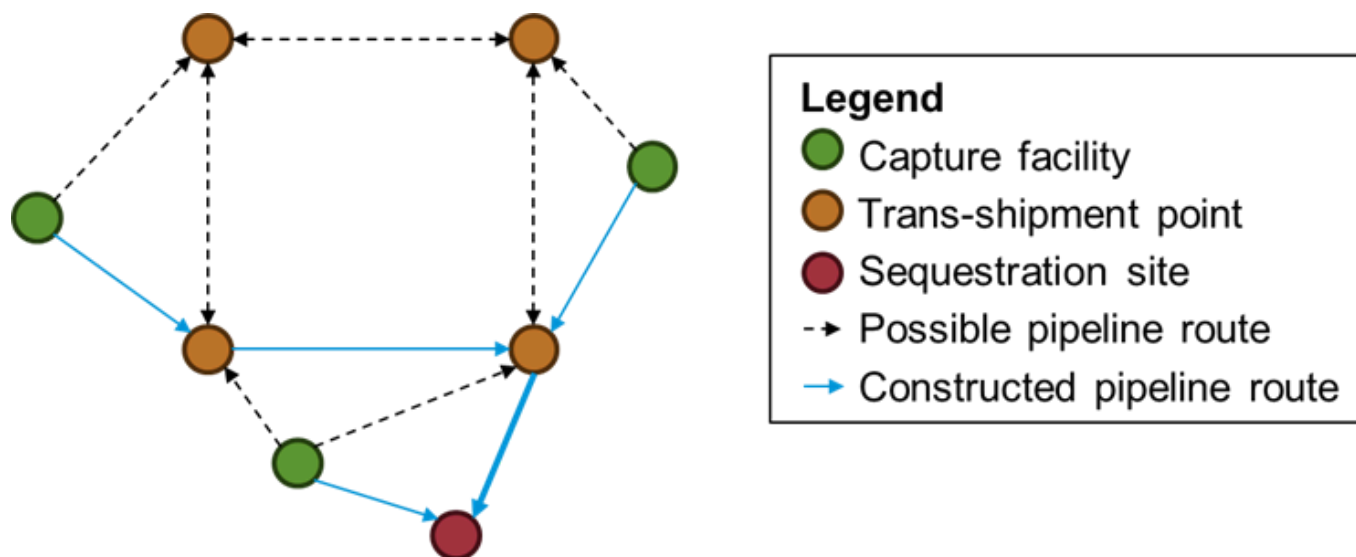 Legend
Capture facility
Trans-shipment point
Sequestration site
Possible pipeline route
Constructed pipeline route